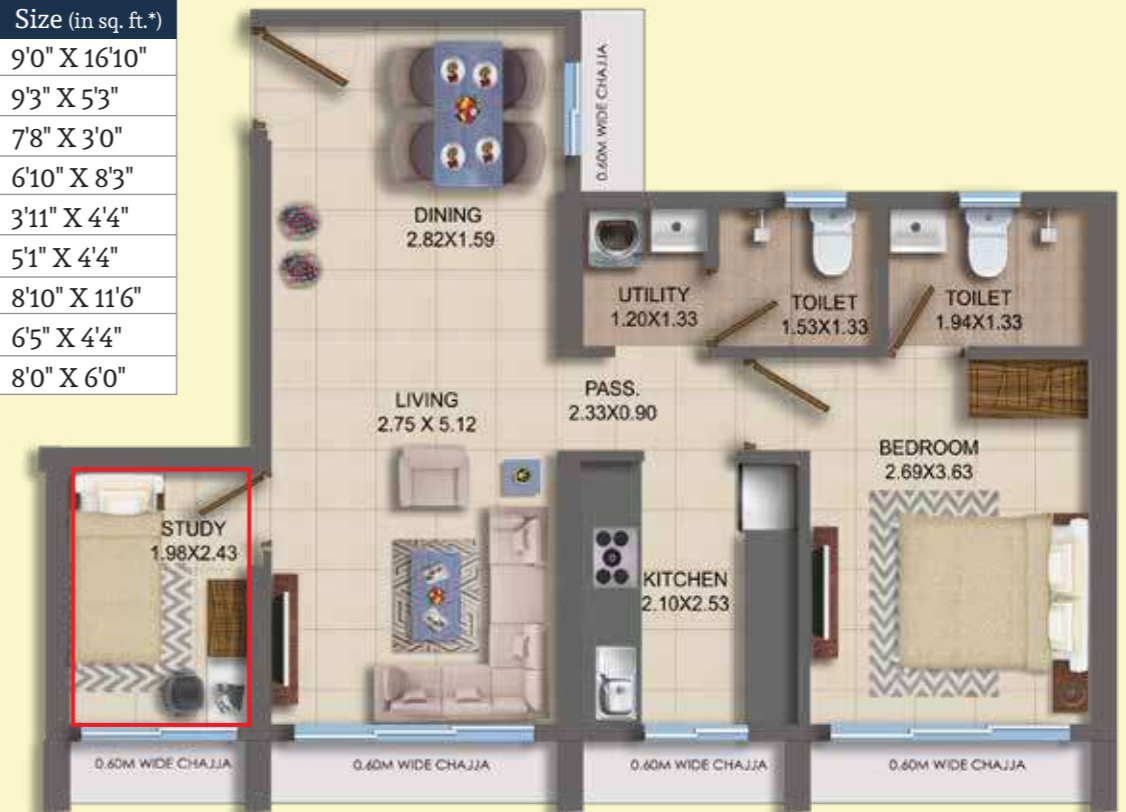 Size (in sq. ft.*)
9'0" X 16'10"
9'3" X 5'3"
7'8" X 3'0"
6'10" X 8'3"
3'11" X 4'4"
5'1" X 4'4"
8'10" X 11'6"
6'5" X 4'4"
8'0" X 6'0"
0.60M WIDE CHAJJA
DINING
2.82X1.59
UTILITY
1.20X1.33
TOILET
1.53X1.33
TOILET
1.94X1.33
PASS.
2.33X0.90
LIVING
2.75 X 5.12
BEDROOM
2.69X3.63
STUDY
1.98X2.43
KITCHEN
2.10X2.53
0.60M WIDE CHAJJA
0.60M WIDE CHAJJA
0.60M WIDE CHAJJA
0.60M WIDE CHAJJA